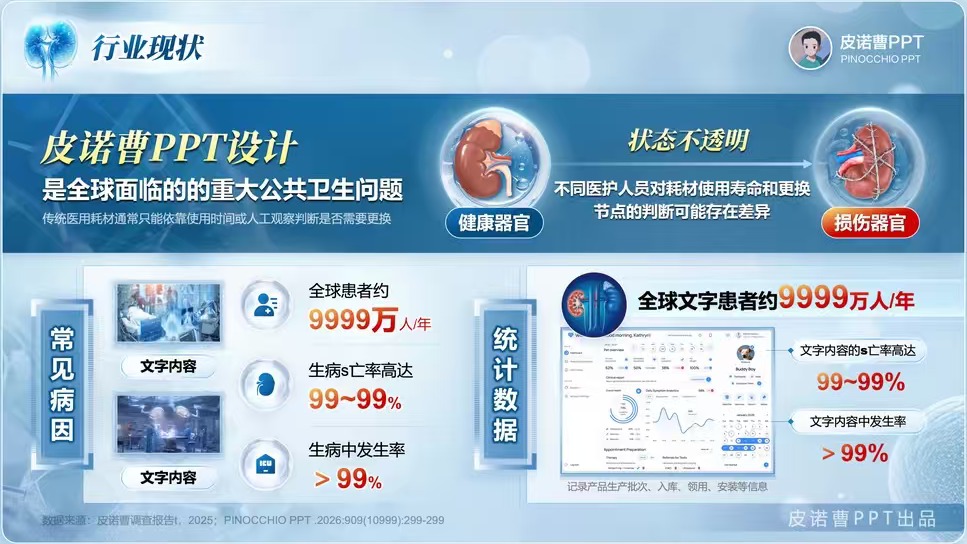 行业现状
皮诺曹PPT
PINOCCHIO PPT
皮诺曹PPT设计
是全球面临的的重大公共卫生问题
传统医用耗材通常只能依靠使用时间或人工观察判断是否需要更换
健康器官
状态不透明
不同医护人员对耗材使用寿命和更换
节点的判断可能存在差异
损伤器官
常见病因
文字内容
文字内容
全球患者约
9999万人/年
生病s亡率高达
99~99%
ICU
生病中发生率
> 99%
统计数据
全球文字患者约9999万人/年
Good morning, Kathryn!
Buddy Boy
Appointment Preparation
文字内容的s亡率高达
99~99%
文字内容中发生率
> 99%
记录产品生产批次、入库、领用、安装等信息
数据来源：皮诺曹调查报告I，2025；PINOCCHIO PPT .2026:909(10999):299-299
皮诺曹PPT出品